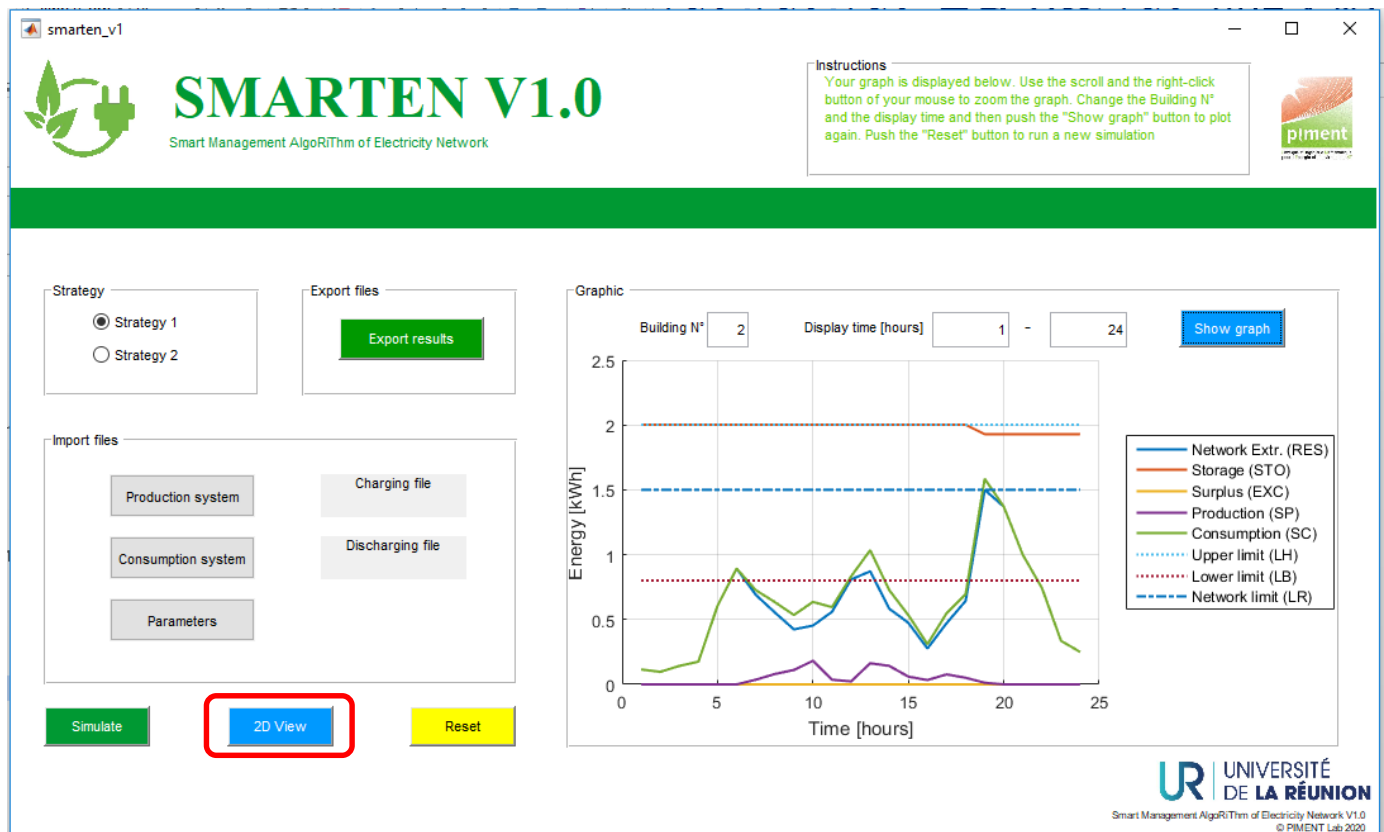 smarten_v1
SMARTEN V1.0
Smart Management AlgoRiThm of Electricity Network
Instructions
Your graph is displayed below. Use the scroll and the right-click
button of your mouse to zoom the graph. Change the Building N°
and the display time and then push the "Show graph" button to plot
again. Push the "Reset" button to run a new simulation
piment
Strategy
Strategy 1
Strategy 2
Export files
Export results
Import files
Production system
Charging file
Consumption system
Discharging file
Parameters
Simulate
2D View
Reset
Graphic
Building N° 2 Display time [hours] 1 - 24 Show graph
2.5
2
1.5
1
0.5
0
Energy [kWh]
0 5 10 15 20 25
Time [hours]
Network Extr. (RES)
Storage (STO)
Surplus (EXC)
Production (SP)
Consumption (SC)
Upper limit (LH)
Lower limit (LB)
Network limit (LR)
UR UNIVERSITÉ
DE LA RÉUNION
Smart Management AlgoRiThm of Electricity Network V1.0
© PIMENT Lab 2020